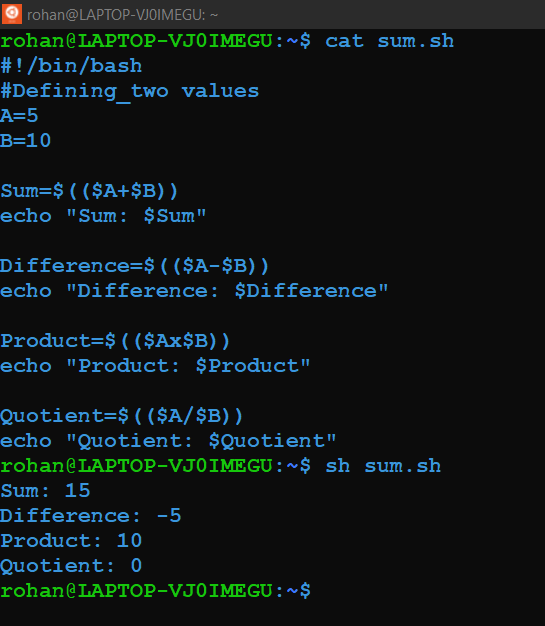 rohan@LAPTOP-VJ0IMEGU: ~
rohan@LAPTOP-VJ0IMEGU:~$ cat sum.sh
#!/bin/bash
#Defining_two values
A=5
B=10
Sum=$(($A+$B))
echo "Sum: $Sum"
Difference=$(($A-$B))
echo "Difference: $Difference"
Product=$(($Ax$B))
echo "Product: $Product"
Quotient=$(($A/$B))
echo "Quotient: $Quotient"
rohan@LAPTOP-VJ0IMEGU:~$ sh sum.sh
Sum: 15
Difference: -5
Product: 10
Quotient: 0
rohan@LAPTOP-VJ0IMEGU:~$